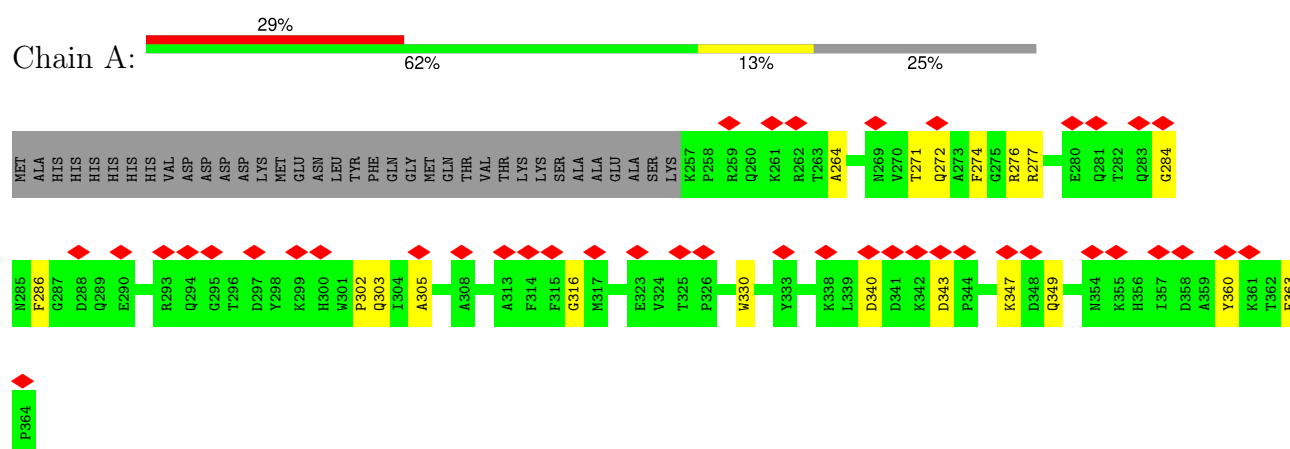 29%
Chain A:
62% 13% 25%
MET ALA HIS HIS HIS HIS HIS HIS VAL ASP ASP ASP ASP LYS MET GLU ASN LEU TYR PHE GLN GLY MET GLN THR VAL THR LYS LYS SER ALA ALA GLU ALA SER LYS K257 P258 R259 Q260 K261 R262 T263 A264 N269 V270 T271 Q272 A273 F274 G275 R276 R277 E280 Q281 T282 Q283 G284
N285 F286 G287 D288 Q289 E290 R293 Q294 G295 T296 D297 Y298 K299 H300 W301 P302 Q303 I304 A305 A308 A313 F314 F315 G316 M317 E323 V324 T325 P326 W330 Y333 K338 L339 D340 D341 K342 D343 P344 K347 D348 Q349 N354 K355 H356 I357 D358 A359 Y360 K361 T362
P364